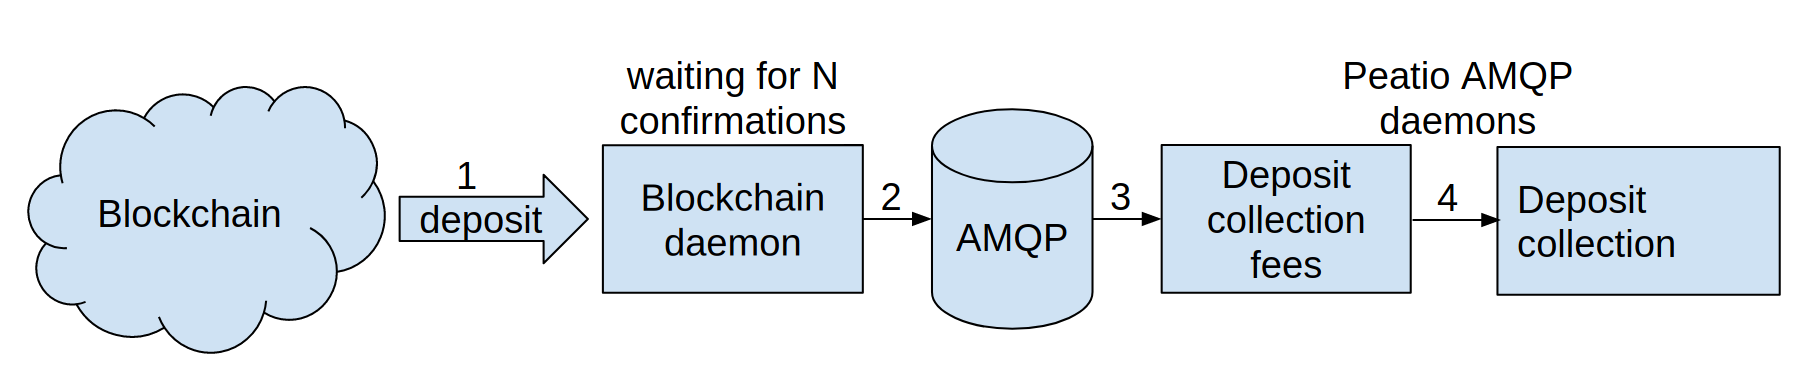 Blockchain
1
deposit
waiting for N
confirmations
Blockchain
daemon
2
AMQP
3
Peatio AMQP
daemons
Deposit
collection
fees
4
Deposit
collection